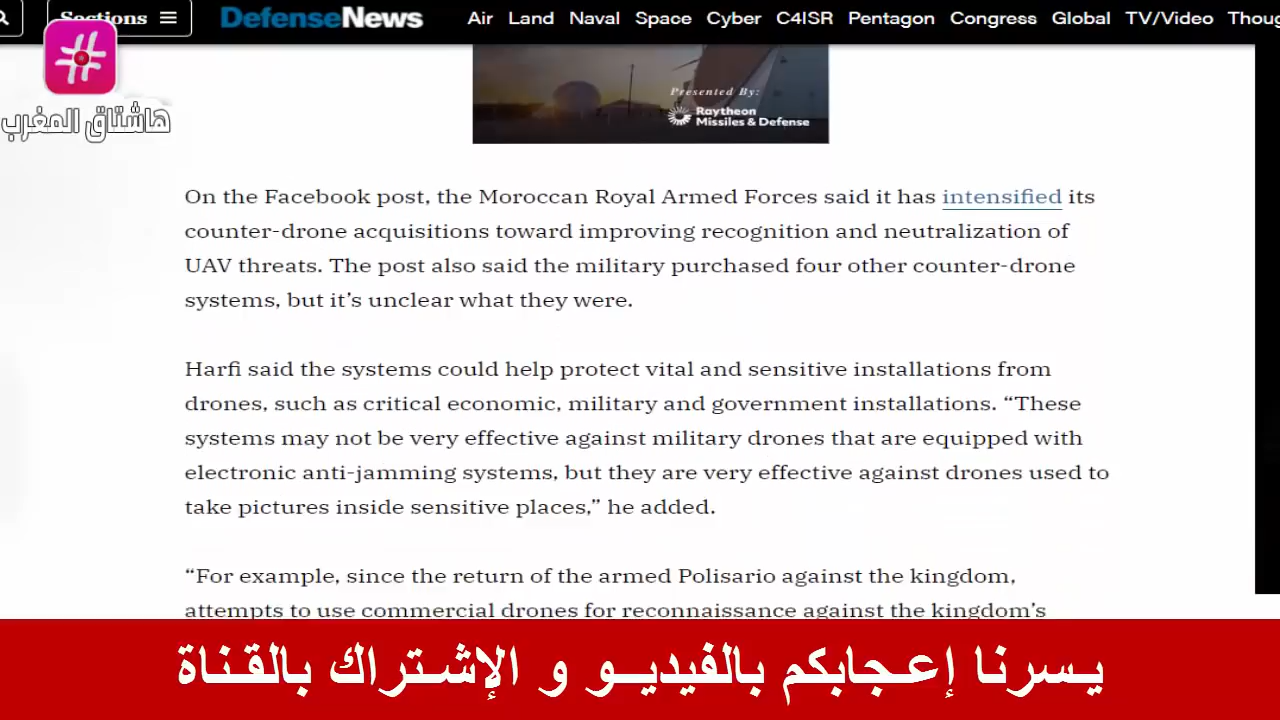 Sections
DefenseNews
Air Land Naval Space Cyber C4ISR Pentagon Congress Global TV/Video
هاشتاق المغرب
Presented By:
Raytheon
Missiles & Defense
On the Facebook post, the Moroccan Royal Armed Forces said it has intensified its
counter-drone acquisitions toward improving recognition and neutralization of
UAV threats. The post also said the military purchased four other counter-drone
systems, but it’s unclear what they were.
Harfi said the systems could help protect vital and sensitive installations from
drones, such as critical economic, military and government installations. “These
systems may not be very effective against military drones that are equipped with
electronic anti-jamming systems, but they are very effective against drones used to
take pictures inside sensitive places,” he added.
“For example, since the return of the armed Polisario against the kingdom,
attempts to use commercial drones for reconnaissance against the kingdom’s
يسرنا إعجابكم بالفيديو و الإشتراك بالقناة